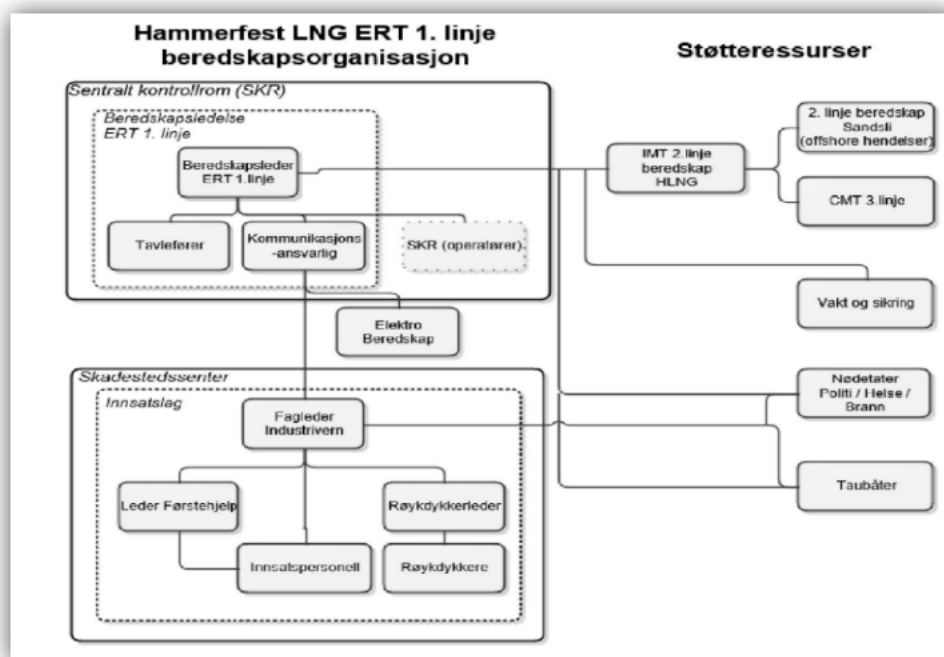 Hammerfest LNG ERT 1. linje
beredskapsorganisasjon
Støtteressurser
Sentralt kontrollrom (SKR)
Beredskapsledelse
ERT 1. linje
Beredskapsleder
ERT 1.linje
Tavlefører
Kommunikasjons
-ansvarlig
SKR (operatører)
Elektro
Beredskap
IMT 2.linje
beredskap
HLNG
2. linje beredskap
Sandsli
(offshore hendelser)
CMT 3.linje
Vakt og sikring
Skadestedssenter
Innsatslag
Fagleder
Industrivern
Leder Førstehjelp
Røykdykkerleder
Innsatspersonell
Røykdykkere
Nødetater
Politi / Helse /
Brann
Taubåter